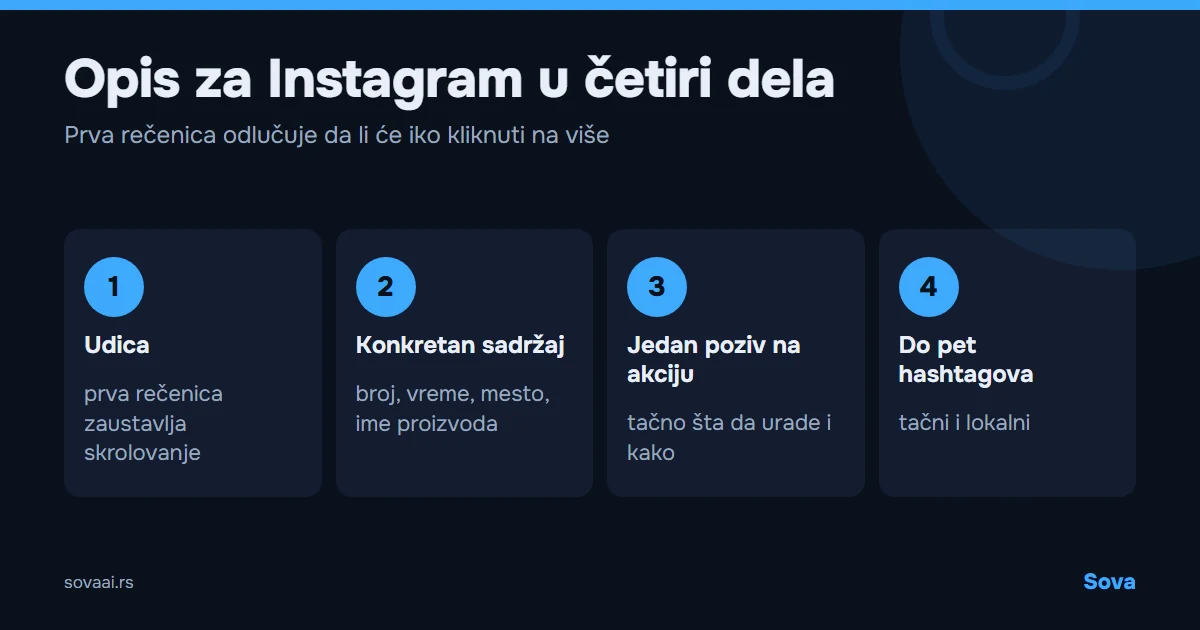 Opis za Instagram u četiri dela
Prva rečenica odlučuje da li će iko kliknuti na više
1
Udica
prva rečenica
zaustavlja
skrolovanje
2
Konkretan sadržaj
broj, vreme, mesto,
ime proizvoda
3
Jedan poziv na
akciju
tačno šta da urade i
kako
4
Do pet
hashtagova
tačni i lokalni
sovaai.rs
Sova